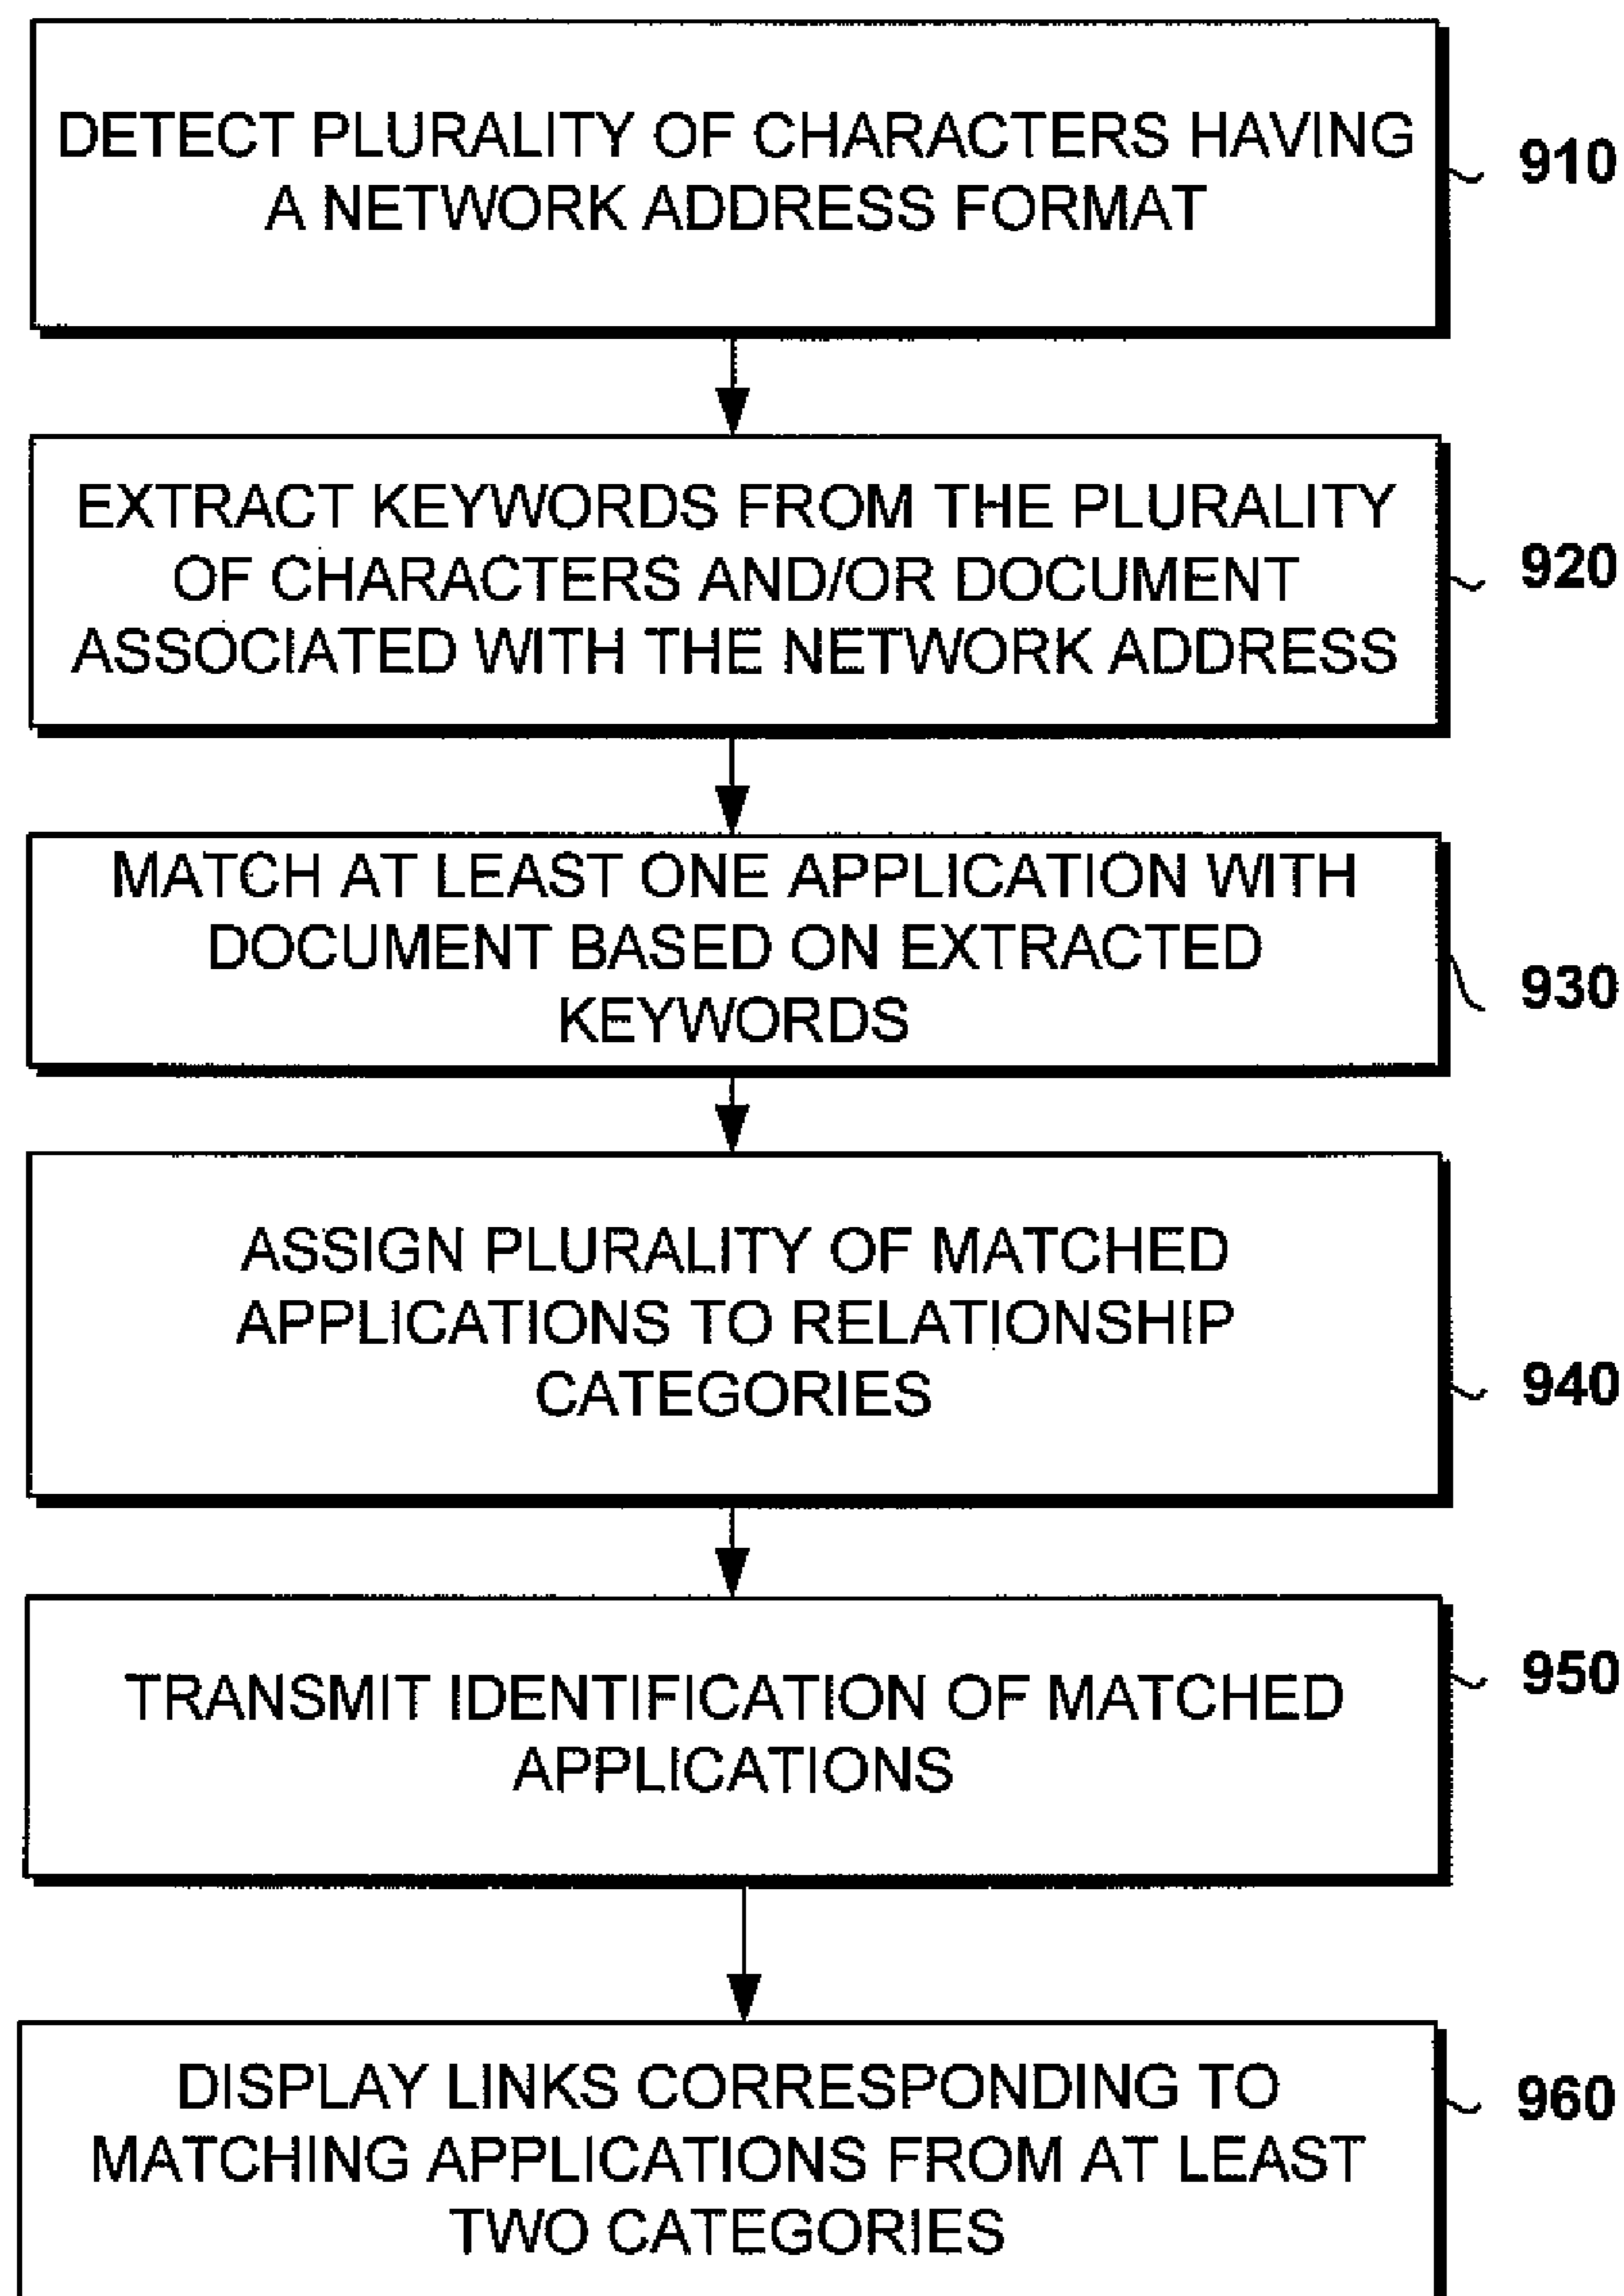 DETECT PLURALITY OF CHARACTERS HAVING
A NETWORK ADDRESS FORMAT
910
EXTRACT KEYWORDS FROM THE PLURALITY
OF CHARACTERS AND/OR DOCUMENT
ASSOCIATED WITH THE NETWORK ADDRESS
920
MATCH AT LEAST ONE APPLICATION WITH
DOCUMENT BASED ON EXTRACTED
KEYWORDS
930
ASSIGN PLURALITY OF MATCHED
APPLICATIONS TO RELATIONSHIP
CATEGORIES
940
TRANSMIT IDENTIFICATION OF MATCHED
APPLICATIONS
950
DISPLAY LINKS CORRESPONDING TO
MATCHING APPLICATIONS FROM AT LEAST
TWO CATEGORIES
960